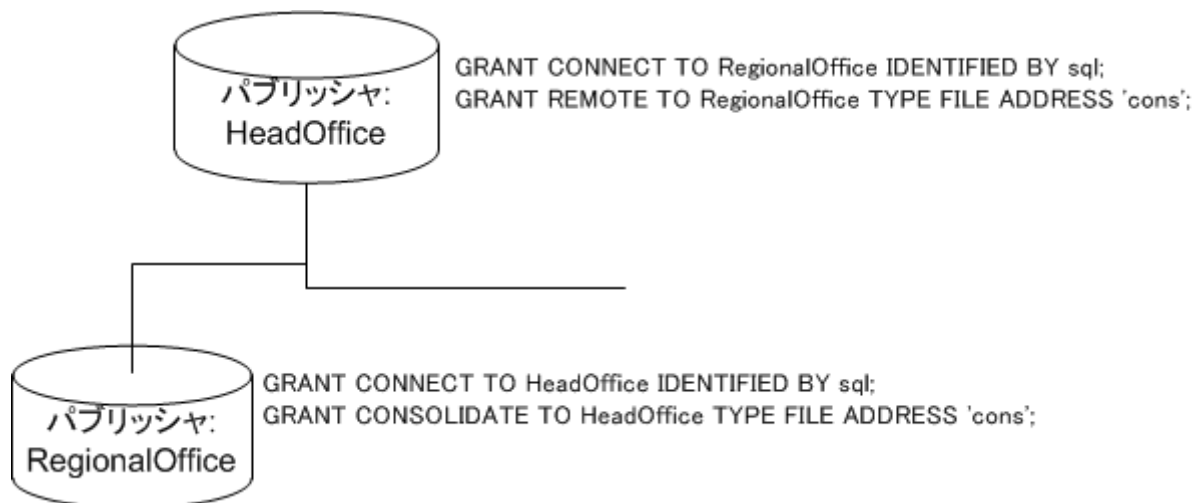 パブリッシャ:
HeadOffice
GRANT CONNECT TO RegionalOffice IDENTIFIED BY sql;
GRANT REMOTE TO RegionalOffice TYPE FILE ADDRESS 'cons';
パブリッシャ:
RegionalOffice
GRANT CONNECT TO HeadOffice IDENTIFIED BY sql;
GRANT CONSOLIDATE TO HeadOffice TYPE FILE ADDRESS 'cons';